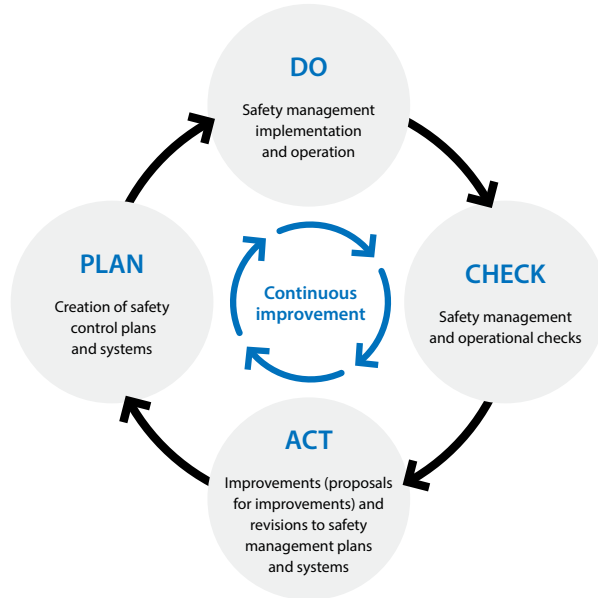 DO
Safety management
implementation
and operation
PLAN
Creation of safety
control plans
and systems
Continuous
improvement
CHECK
Safety management
and operational checks
ACT
Improvements (proposals
for improvements) and
revisions to safety
management plans
and systems